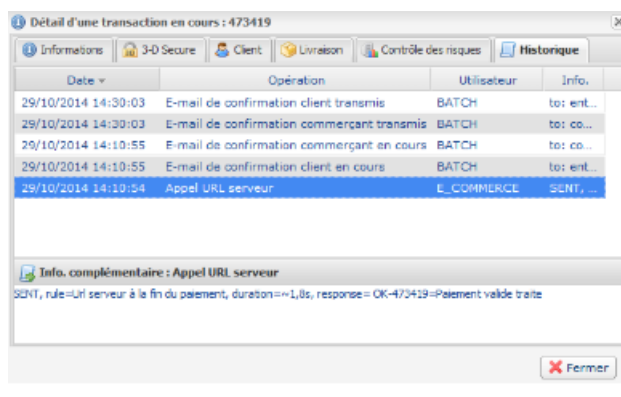 Détail d'une transaction en cours : 473419
Informations 3-D Secure Client Livraison Contrôle des risques Historique
Date Opération Utilisateur Info.
29/10/2014 14:30:03 E-mail de confirmation client transmis BATCH to: ent...
29/10/2014 14:30:03 E-mail de confirmation commerçant transmis BATCH to: co...
29/10/2014 14:10:55 E-mail de confirmation commerçant en cours BATCH to: co...
29/10/2014 14:10:55 E-mail de confirmation client en cours BATCH to: ent...
29/10/2014 14:10:54 Appel URL serveur E_COMMERCE SENT, ...
Info. complémentaire : Appel URL serveur
SENT, rule=Url serveur à la fin du paiement, duration=~1,8s, response= OK-473419=Paiement valide traite
Fermer